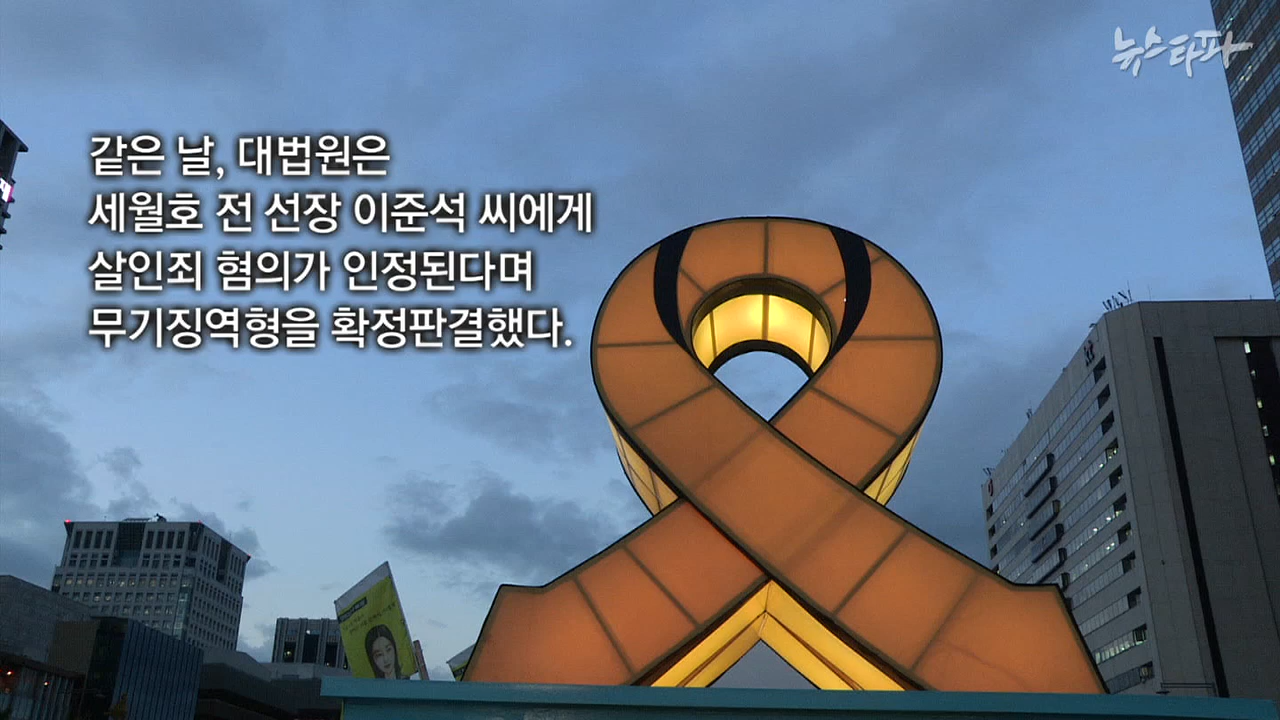 뉴스타파
같은 날, 대법원은
세월호 전 선장 이준석 씨에게
살인죄 혐의가 인정된다며
무기징역형을 확정판결했다.